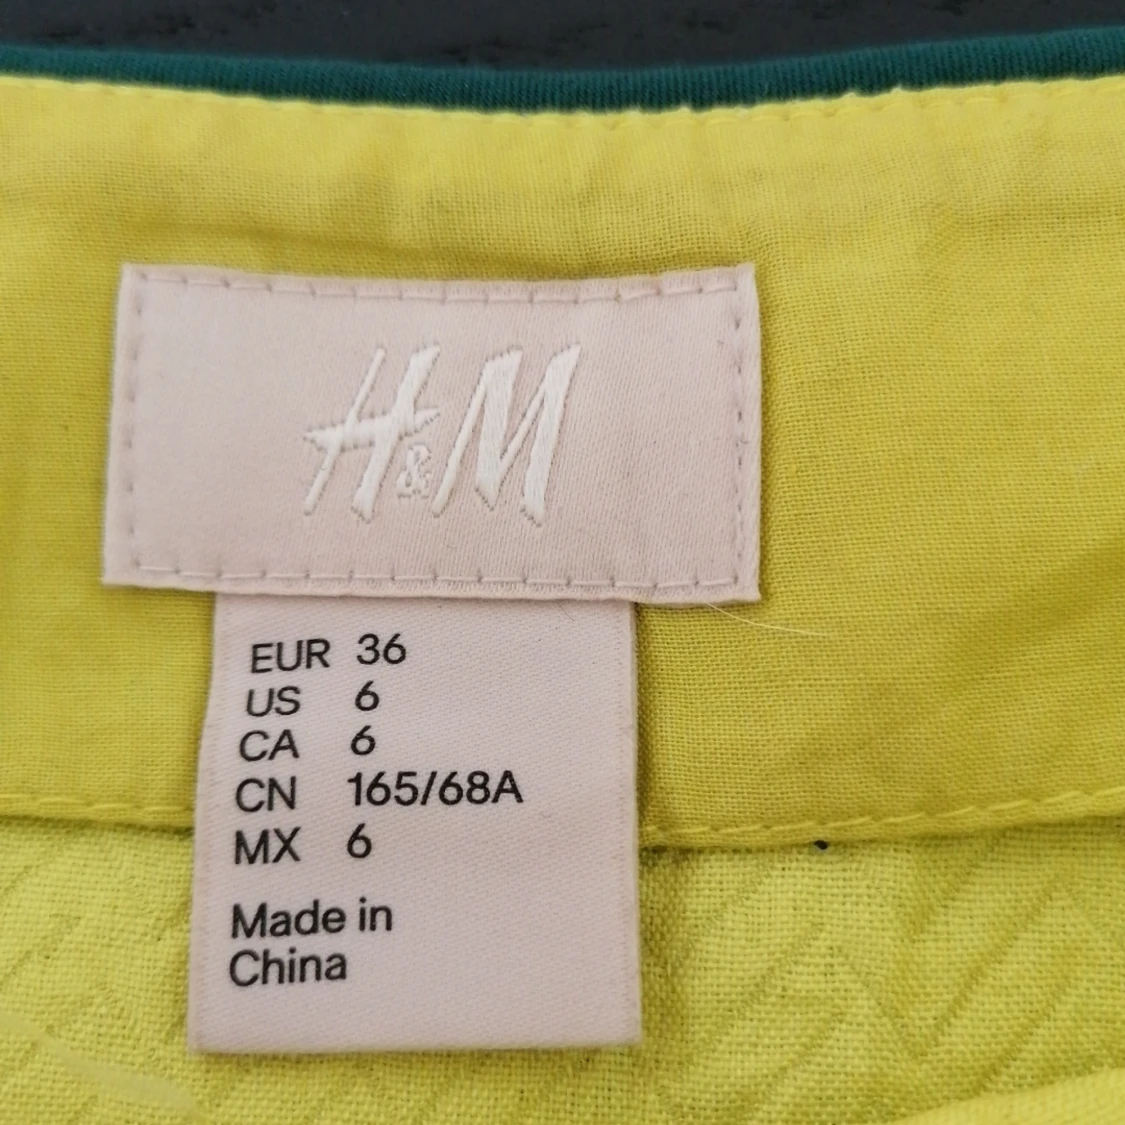 H&M
EUR 36
US 6
CA 6
CN 165/68A
MX 6
Made in
China